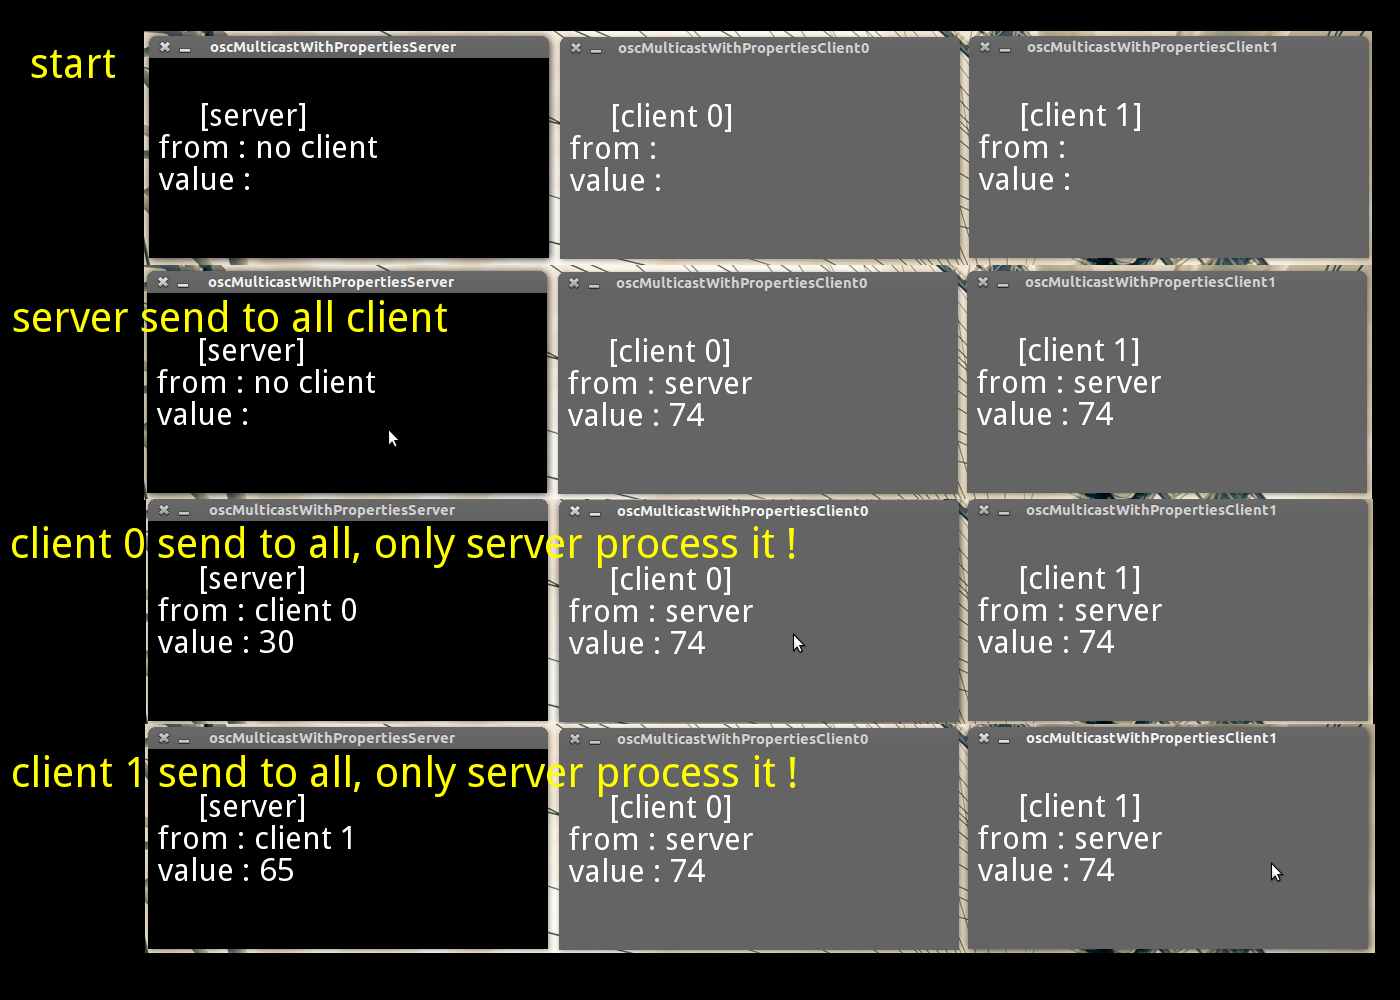 start
oscMulticastWithPropertiesServer
[server]
from : no client
value :
oscMulticastWithPropertiesClient0
[client 0]
from :
value :
oscMulticastWithPropertiesClient1
[client 1]
from :
value :
server send to all client
oscMulticastWithPropertiesServer
[server]
from : no client
value :
oscMulticastWithPropertiesClient0
[client 0]
from : server
value : 74
oscMulticastWithPropertiesClient1
[client 1]
from : server
value : 74
client 0 send to all, only server process it !
oscMulticastWithPropertiesServer
[server]
from : client 0
value : 30
oscMulticastWithPropertiesClient0
[client 0]
from : server
value : 74
oscMulticastWithPropertiesClient1
[client 1]
from : server
value : 74
client 1 send to all, only server process it !
oscMulticastWithPropertiesServer
[server]
from : client 1
value : 65
oscMulticastWithPropertiesClient0
[client 0]
from : server
value : 74
oscMulticastWithPropertiesClient1
[client 1]
from : server
value : 74